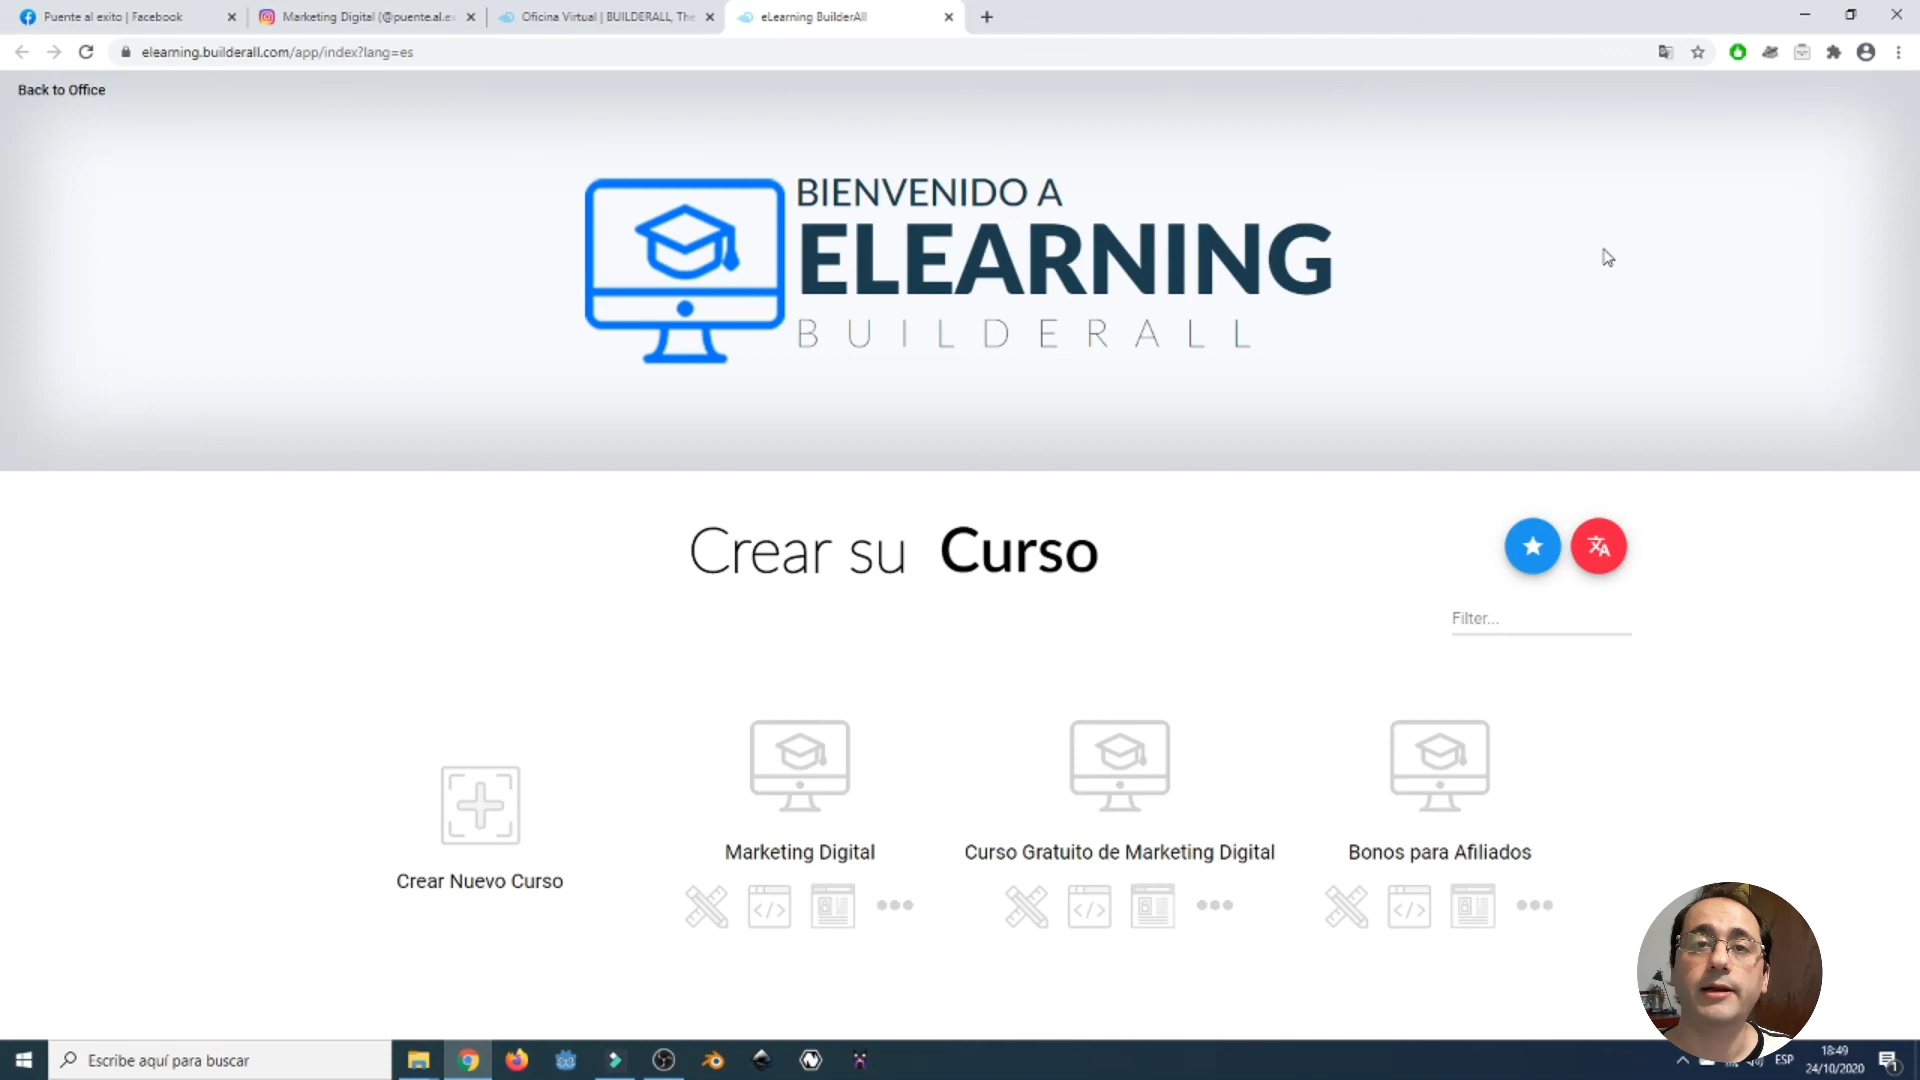 Puente al exito | Facebook
Marketing Digital (@puente.al.ex
Oficina Virtual | BUILDERALL, The
eLearning BuilderAll
elearning.builderall.com/app/index?lang=es
Back to Office
BIENVENIDO A
ELEARNING
BUILDERALL
Crear su Curso
Filter...
Crear Nuevo Curso
Marketing Digital
Curso Gratuito de Marketing Digital
Bonos para Afiliados
Escribe aquí para buscar
ESP
18:49
24/10/2020
1